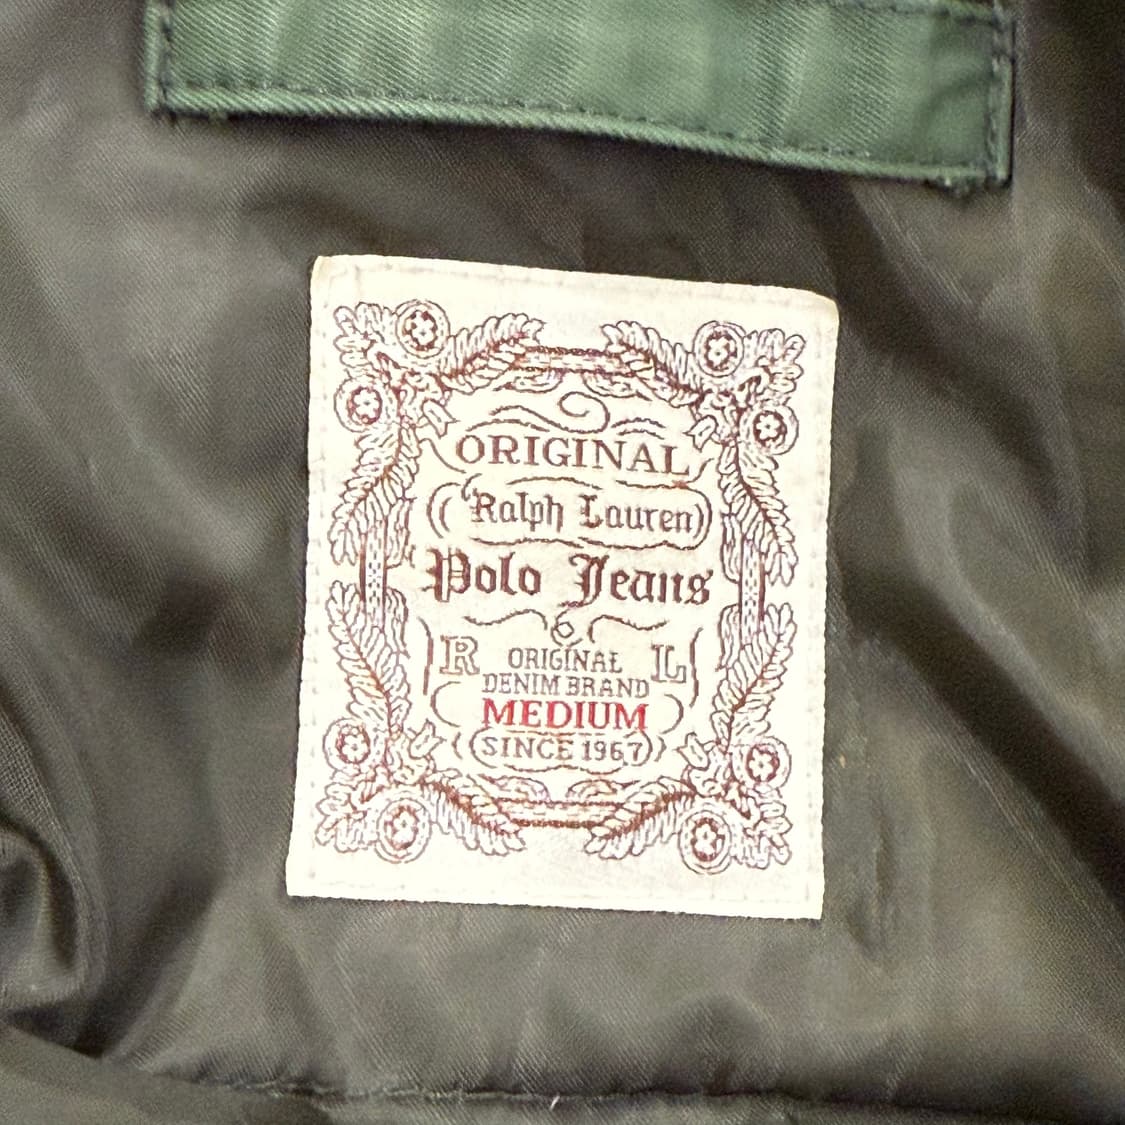 ORIGINAL
Ralph Lauren
Polo Jeans
R ORIGINAL L
DENIM BRAND
MEDIUM
SINCE 1967